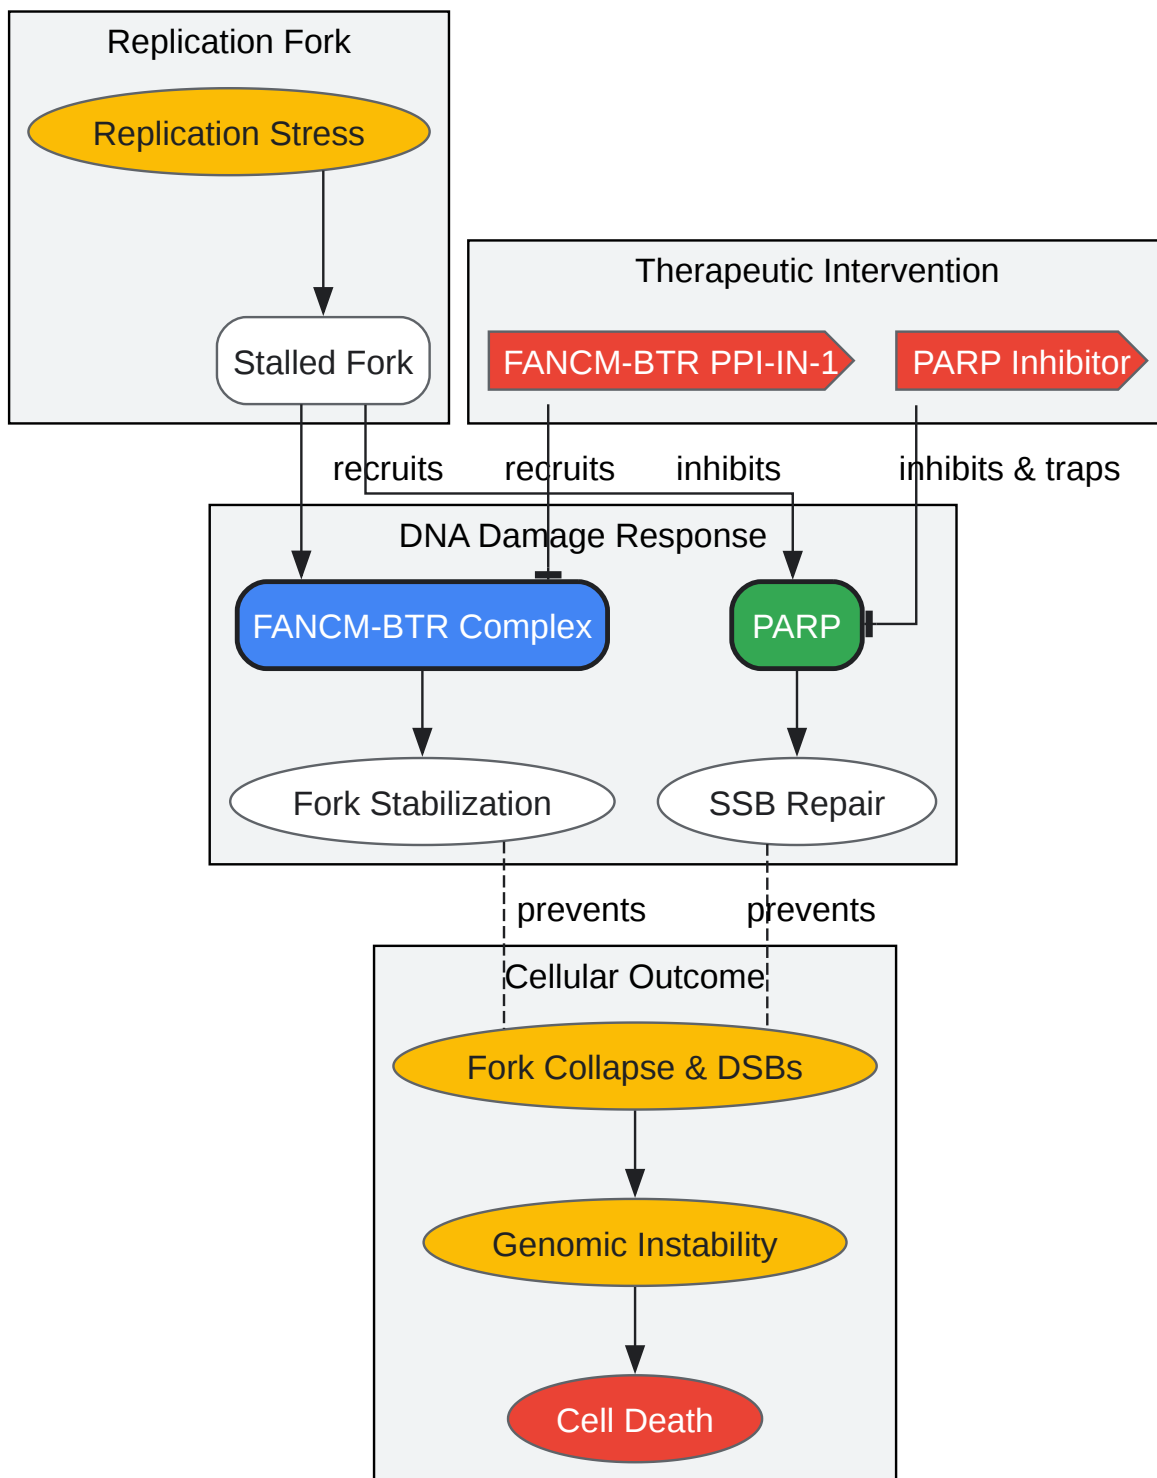 Replication Fork
Replication Stress
Therapeutic Intervention
Stalled Fork
FANCM-BTR PPI-IN-1
PARP Inhibitor
recruits
recruits
inhibits
inhibits & traps
DNA Damage Response
FANCM-BTR Complex
PARP
Fork Stabilization
SSB Repair
prevents
prevents
Cellular Outcome
Fork Collapse & DSBs
Genomic Instability
Cell Death